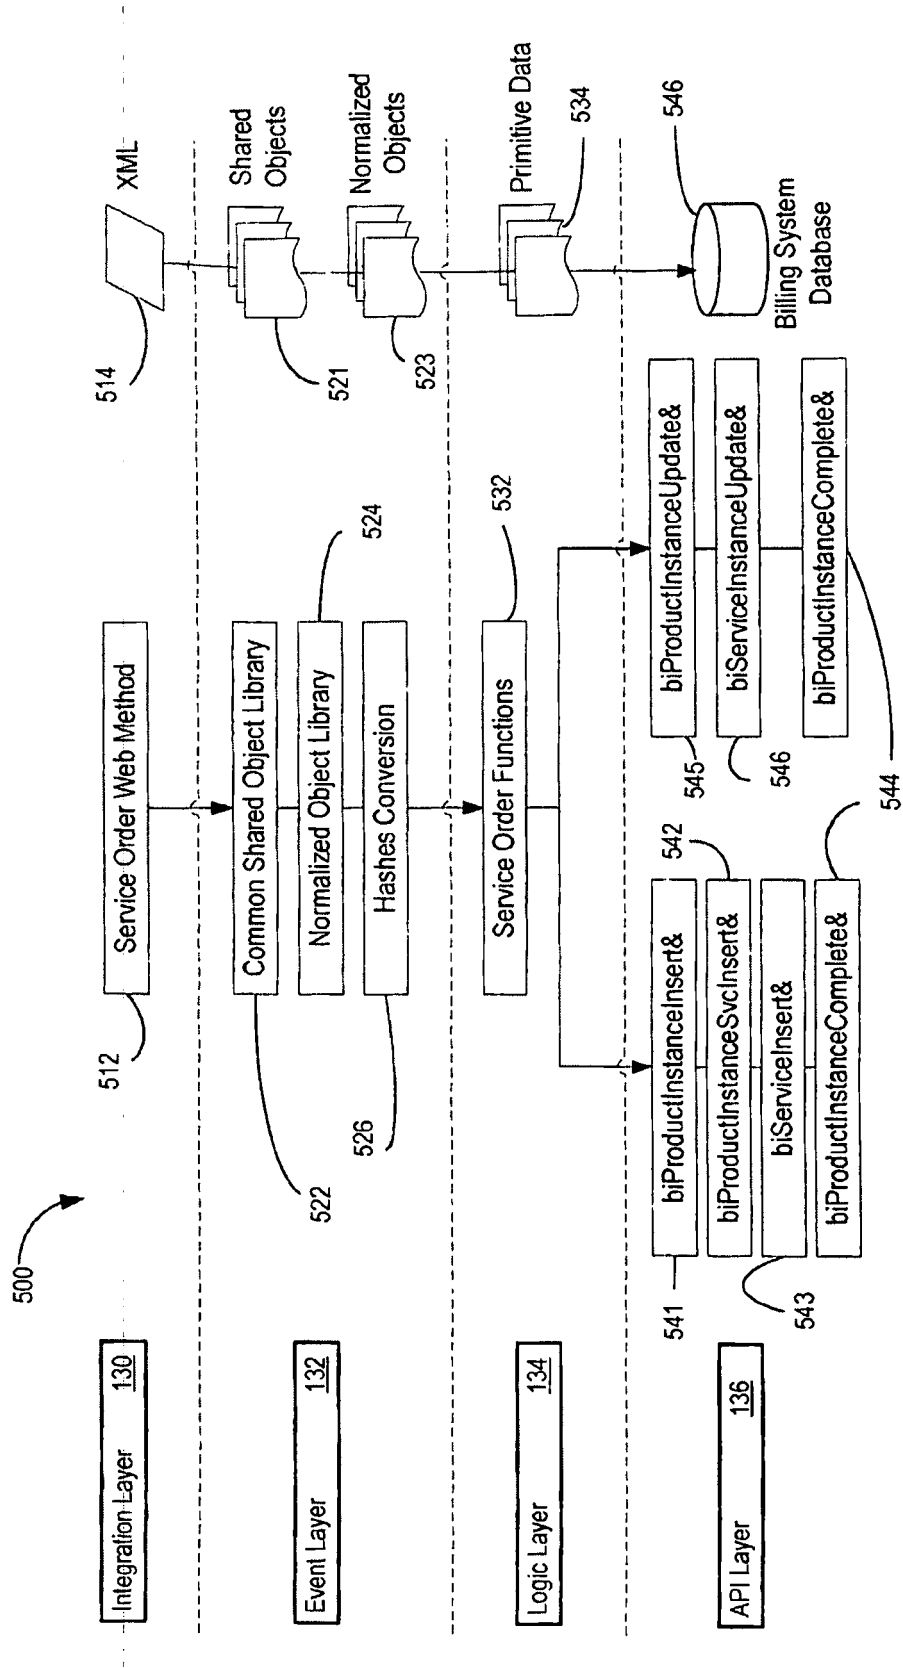 500
Integration Layer 130
512
Service Order Web Method
514
XML
Event Layer 132
522
Common Shared Object Library
Normalized Object Library
524
Hashes Conversion
526
521
Shared
Objects
523
Normalized
Objects
Logic Layer 134
Service Order Functions
532
Primitive Data
534
API Layer 136
541
biProductInstanceInsert&
biProductInstanceSvcInsert&
542
biServiceInsert&
543
biProductInstanceComplete&
544
545
biProductInstanceUpdate&
biServiceInstanceUpdate&
546
biProductInstanceComplete&
546
Billing System
Database